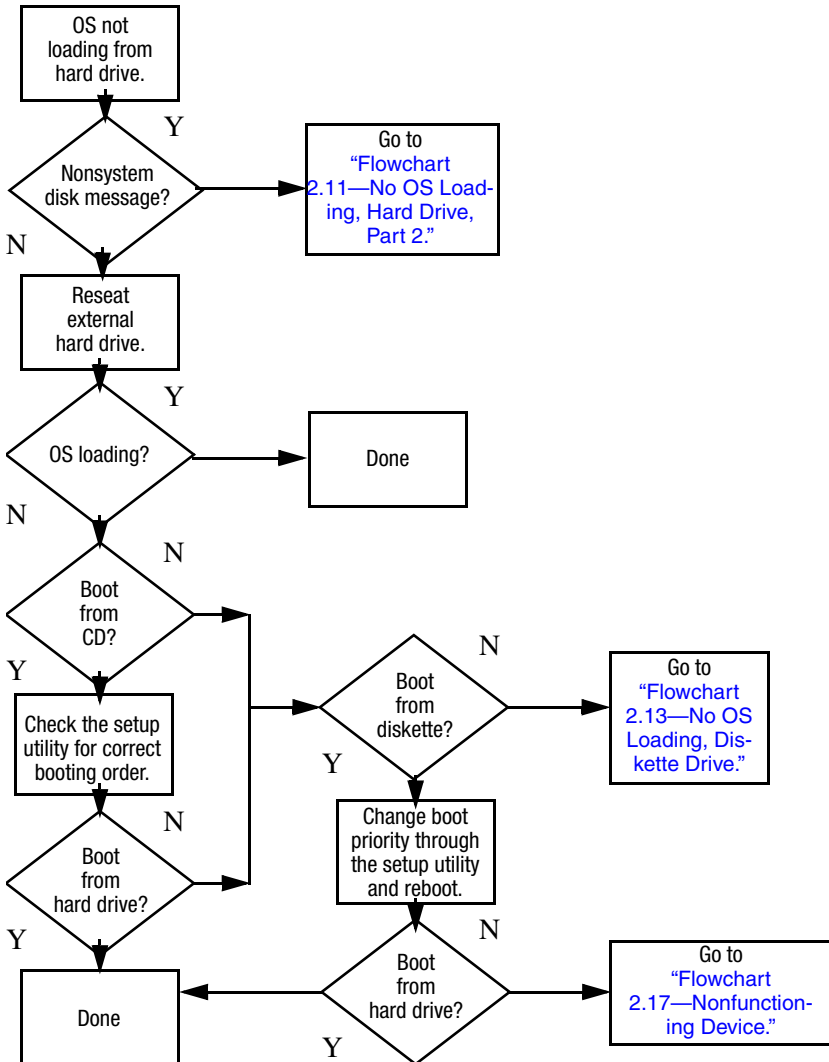 OS not
loading from
hard drive.
Y
Nonsystem
disk message?
Go to
“Flowchart
2.11—No OS Load-
ing, Hard Drive,
Part 2.”
N
Reseat
external
hard drive.
Y
OS loading?
Done
N
N
Boot
from
CD?
Y
Check the setup
utility for correct
booting order.
N
Boot
from
hard drive?
Y
Done
Boot
from
diskette?
N
Go to
“Flowchart
2.13—No OS
Loading, Dis-
kette Drive.”
Y
Change boot
priority through
the setup utility
and reboot.
N
Boot
from
hard drive?
Y
Go to
“Flowchart
2.17—Nonfunction-
ing Device.”